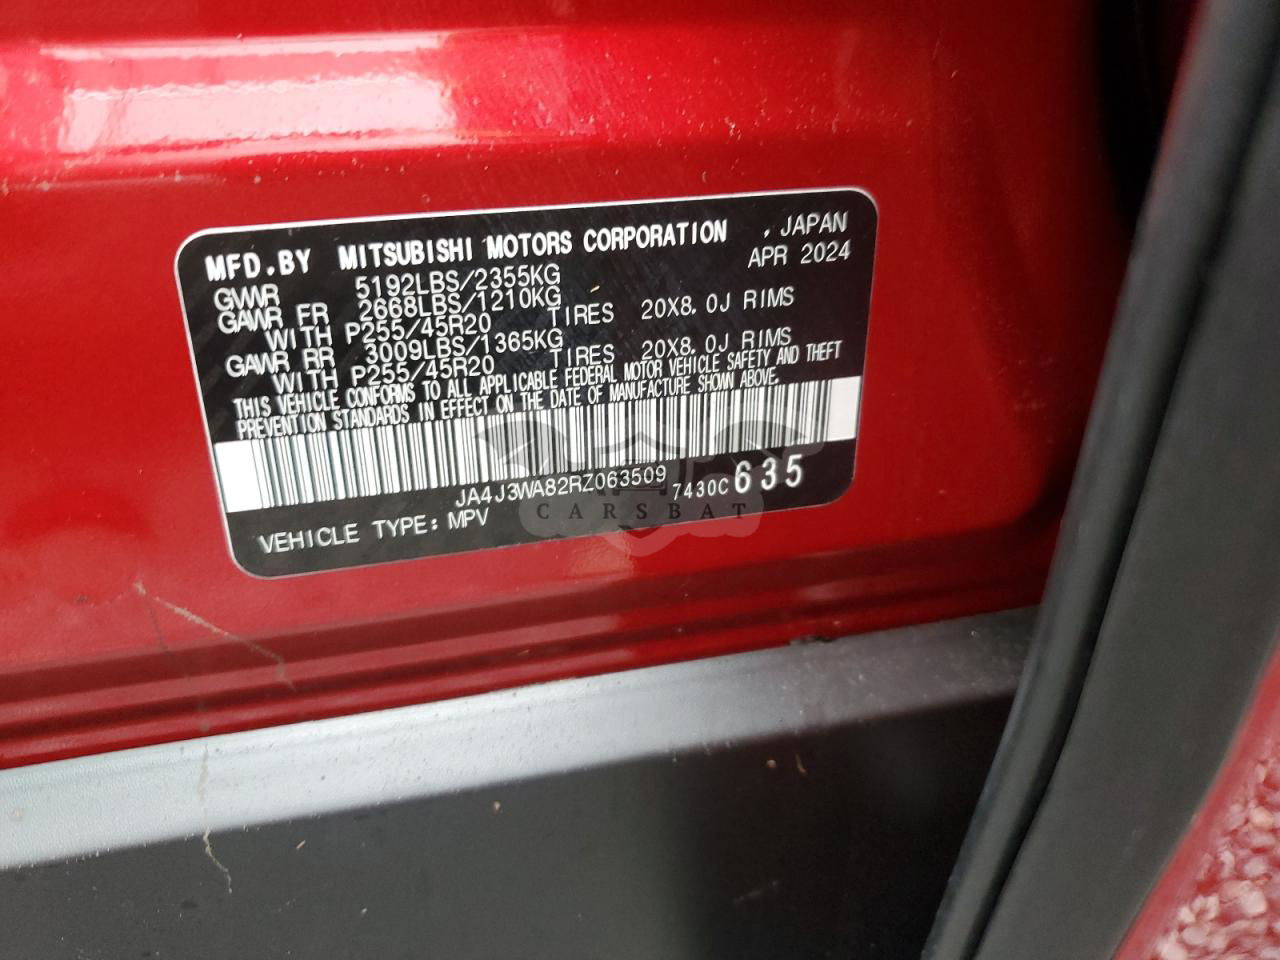 MFD.BY MITSUBISHI MOTORS CORPORATION , JAPAN
APR 2024
GVWR 5192LBS/2355KG
GAWR FR 2668LBS/1210KG
WITH P255/45R20 TIRES 20X8.0J RIMS
GAWR RR 3009LBS/1365KG
WITH P255/45R20 TIRES 20X8.0J RIMS
THIS VEHICLE CONFORMS TO ALL APPLICABLE FEDERAL MOTOR VEHICLE SAFETY AND THEFT
PREVENTION STANDARDS IN EFFECT ON THE DATE OF MANUFACTURE SHOWN ABOVE.
JA4J3WA82RZ063509 7430C 635
VEHICLE TYPE: MPV
CARSBAT